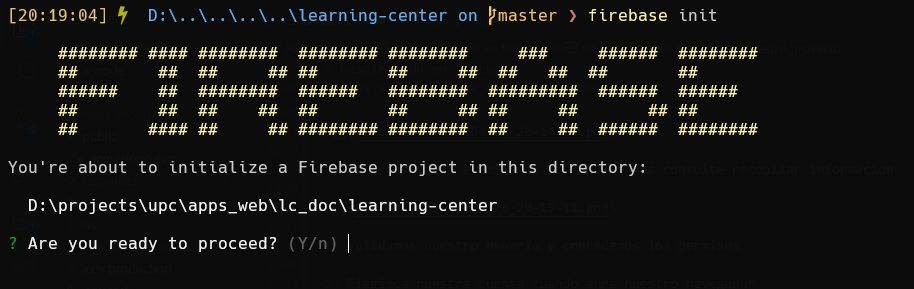 [20:19:04] D:\..\..\..\..\learning-center on master ❯ firebase init
######## #### ########  ######## ########     ###     ######  ########
##        ##  ##     ## ##       ##     ##  ##   ##  ##       ##
######    ##  ########  ######   ########  #########  ######  ######
##        ##  ##    ##  ##       ##     ## ##     ##       ## ##
##       #### ##     ## ######## ########  ##     ##  ######  ########
You're about to initialize a Firebase project in this directory:
D:\projects\upc\apps_web\lc_doc\learning-center
? Are you ready to proceed? (Y/n)